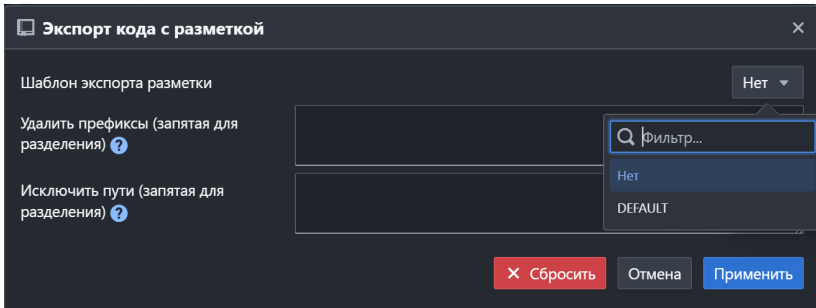 Экспорт кода с разметкой
Шаблон экспорта разметки
Нет
Удалить префиксы (запятая для
разделения) ?
Фильтр...
Нет
DEFAULT
Исключить пути (запятая для
разделения) ?
Сбросить
Отмена
Применить